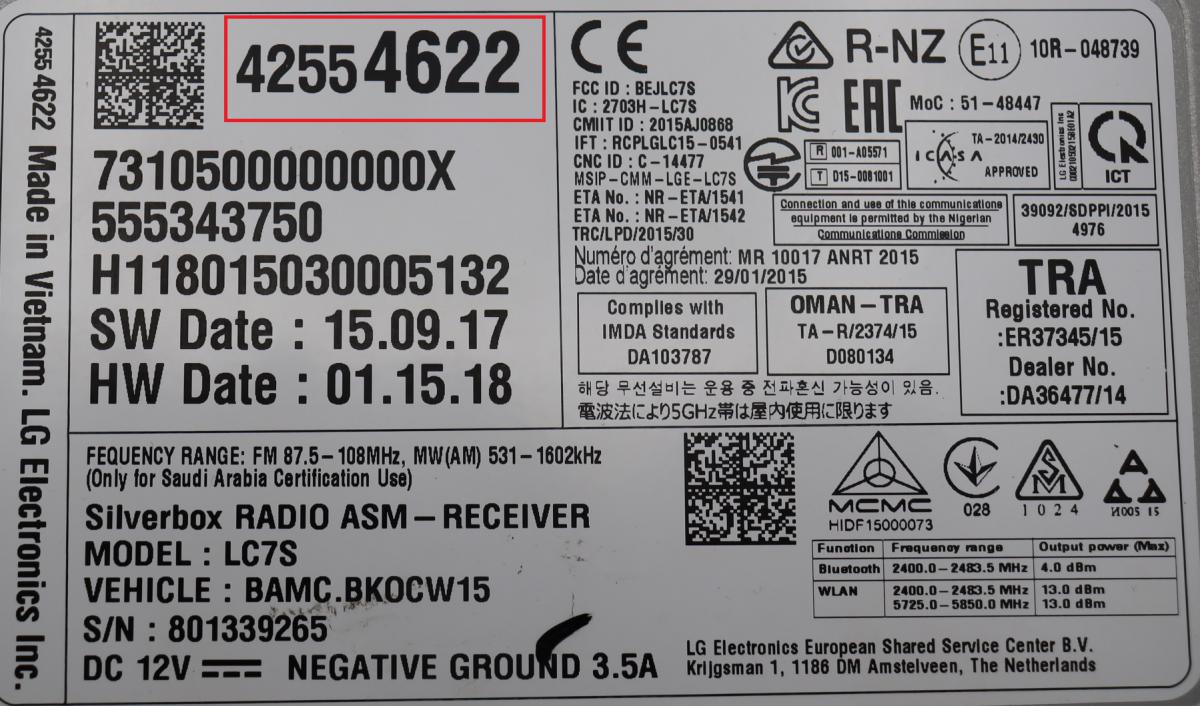 4255 4622 Made in Vietnam. LG Electronics Inc.
4255 4622
7310500000000X
555343750
H118015030005132
SW Date : 15.09.17
HW Date : 01.15.18
CE
FCC ID : BEJLC7S
IC : 2703H-LC7S
CMIIT ID : 2015AJ0868
IFT : RCPLGLC15-0541
CNC ID : C-14477
MSIP-CMM-LGE-LC7S
ETA No. : NR-ETA/1541
ETA No. : NR-ETA/1542
TRC/LPD/2015/30
Numéro d'agrément: MR 10017 ANRT 2015
Date d'agrément: 29/01/2015
R-NZ
E11
10R-048739
KC
EAC
MoC : 51-48447
R 001-A05571
T D15-0081001
ICASA
TA-2014/2430
APPROVED
LG Electronics Inc
ICT
Connection and use of this communications
equipment is permitted by the Nigerian
Communications Commission
39092/SDPPI/2015
4976
Complies with
IMDA Standards
DA103787
OMAN-TRA
TA-R/2374/15
D080134
TRA
Registered No.
:ER37345/15
Dealer No.
:DA36477/14
해당 무선설비는 운용 중 전파혼신 가능성이 있음.
電波法により5GHz帯は屋内使用に限ります
FEQUENCY RANGE: FM 87.5-108MHz, MW(AM) 531-1602kHz
(Only for Saudi Arabia Certification Use)
Silverbox RADIO ASM-RECEIVER
MODEL : LC7S
VEHICLE : BAMC.BKOCW15
S/N : 801339265
DC 12V NEGATIVE GROUND 3.5A
MCMC
HIDF15000073
028
SM
1024
AAA
И005 15
Function Frequency range Output power (Max)
Bluetooth 2400.0-2483.5 MHz 4.0 dBm
WLAN 2400.0-2483.5 MHz 13.0 dBm
5725.0-5850.0 MHz 13.0 dBm
LG Electronics European Shared Service Center B.V.
Krijgsman 1, 1186 DM Amstelveen, The Netherlands